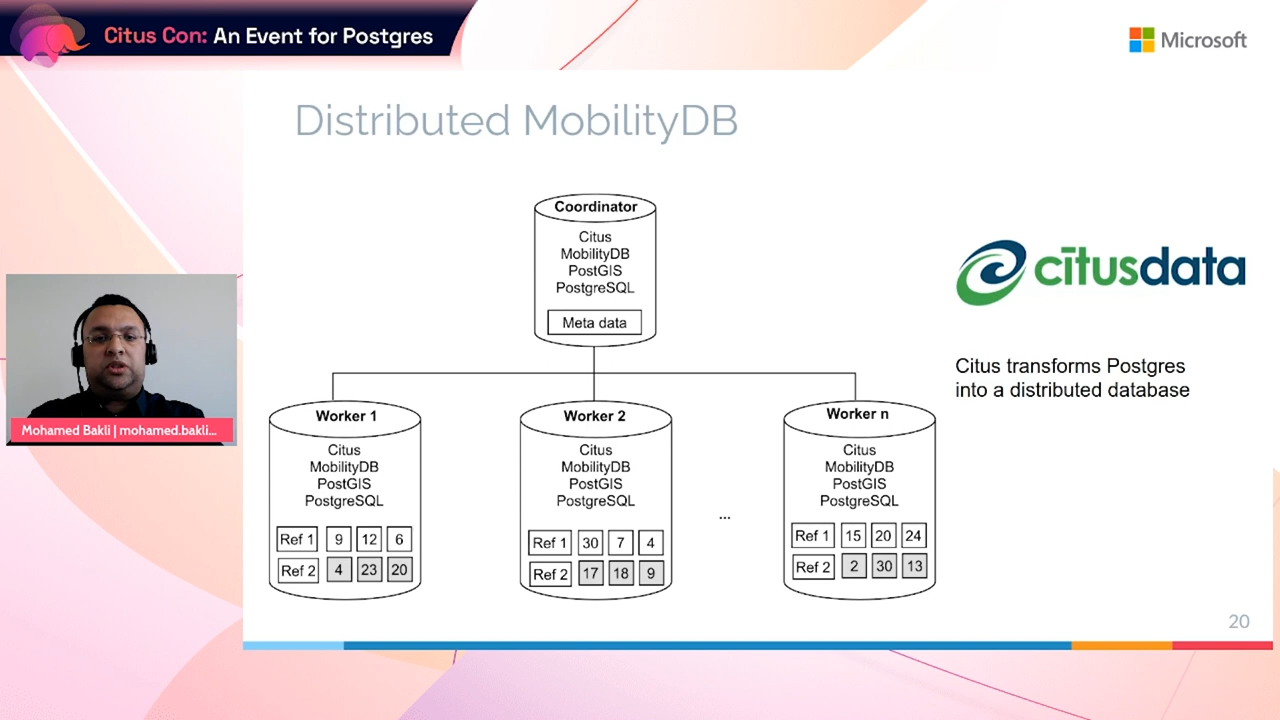 Citus Con: An Event for Postgres
Microsoft
Distributed MobilityDB
Coordinator
Citus
MobilityDB
PostGIS
PostgreSQL
Meta data
citusdata
Citus transforms Postgres
into a distributed database
Worker 1
Citus
MobilityDB
PostGIS
PostgreSQL
Ref 1 9 12 6
Ref 2 4 23 20
Worker 2
Citus
MobilityDB
PostGIS
PostgreSQL
Ref 1 30 7 4
Ref 2 17 18 9
...
Worker n
Citus
MobilityDB
PostGIS
PostgreSQL
Ref 1 15 20 24
Ref 2 2 30 13
Mohamed Bakli | mohamed.bakli...
20